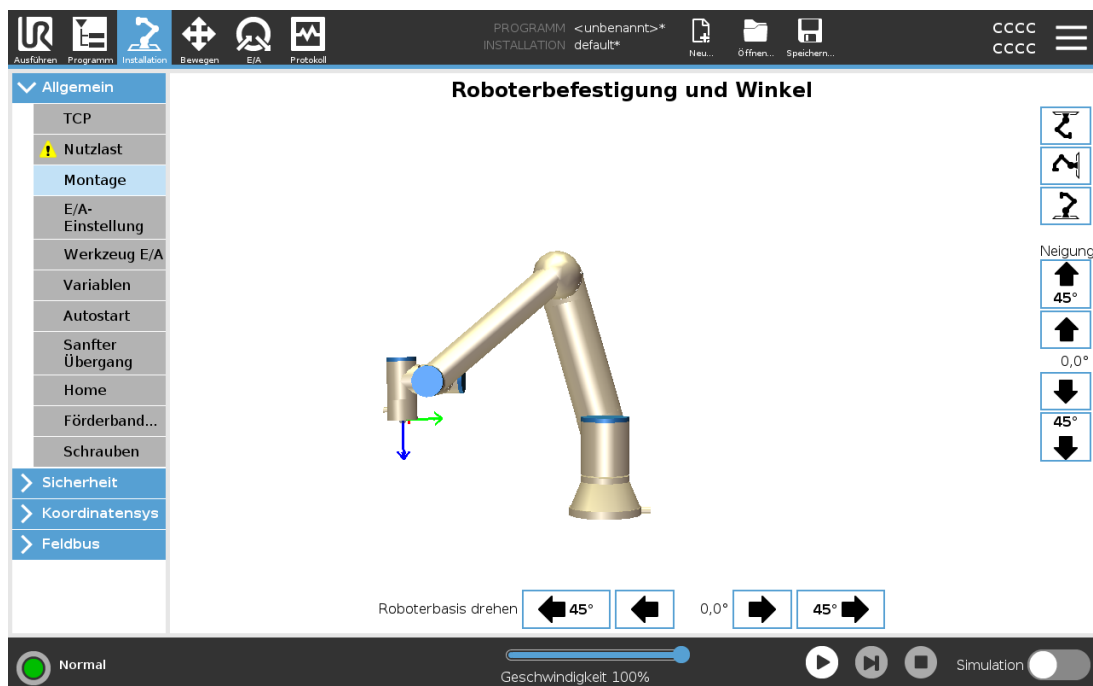 UR
PROGRAMM <unbenannt>*
INSTALLATION default*
Ausführen
Programm
Installation
Bewegen
E/A
Protokoll
Neu...
Öffnen...
Speichern...
CCCC
CCCC
Allgemein
TCP
Nutzlast
Montage
E/A-
Einstellung
Werkzeug E/A
Variablen
Autostart
Sanfter
Übergang
Home
Förderband...
Schrauben
Sicherheit
Koordinatensys
Feldbus
Roboterbefestigung und Winkel
Neigung
45°
0,0°
45°
Roboterbasis drehen 45° 0,0° 45°
Normal
Geschwindigkeit 100%
Simulation